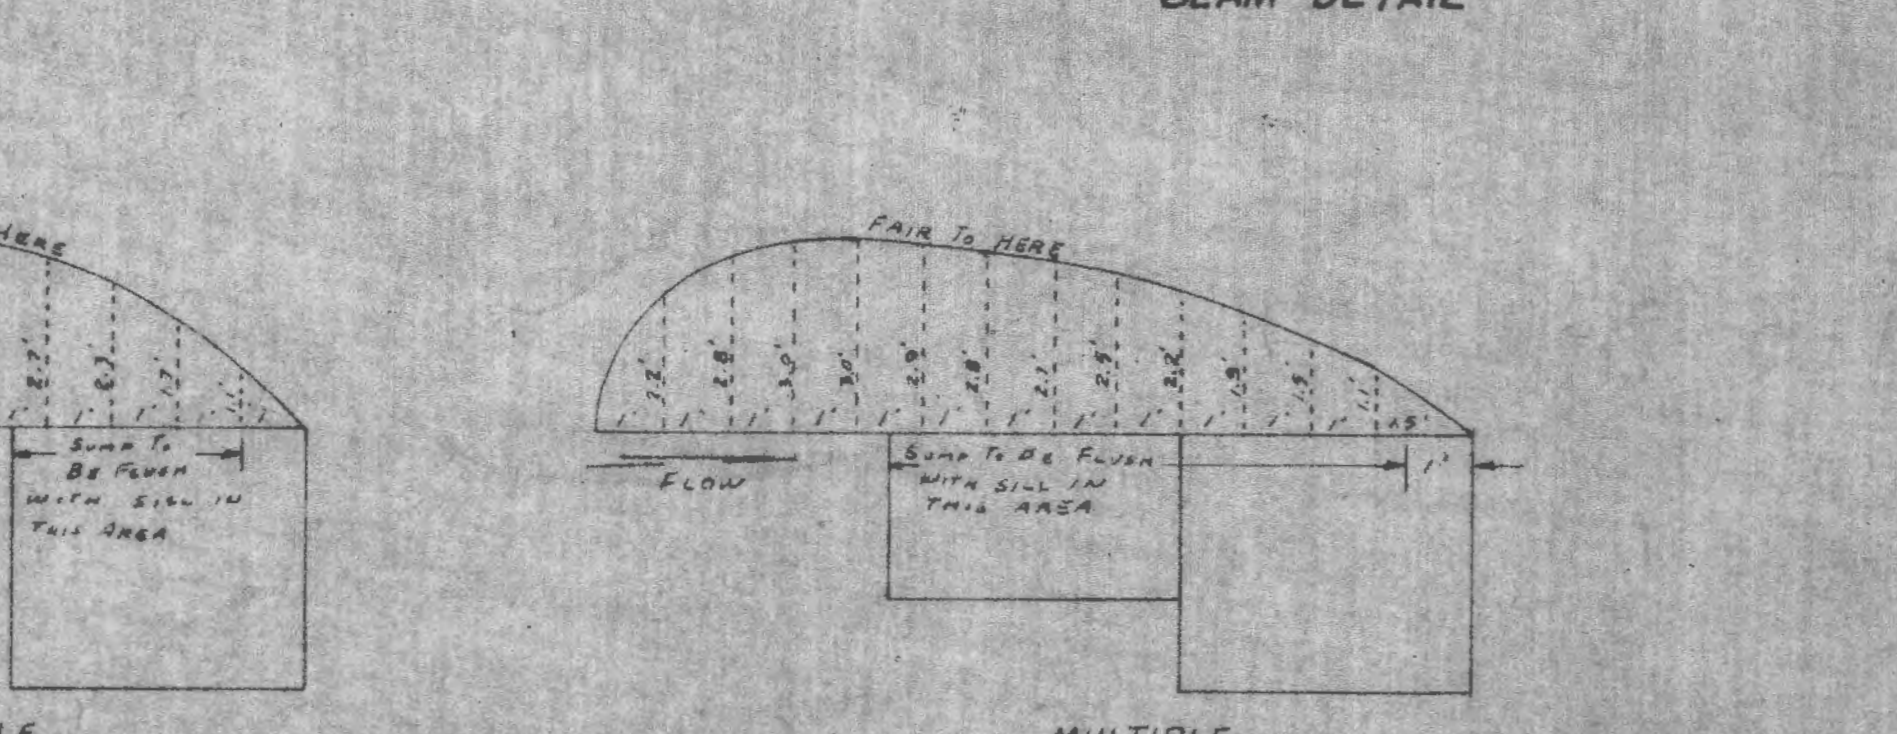 BEAM DETAIL
HERE
2.7' 2.3' 1.7' 1.1'
1' 1' 1' 1' 1'
SUMP TO
BE FLUSH
WITH SILL IN
THIS AREA
FAIR TO HERE
2.2' 2.8' 3.0' 3.0' 2.9' 2.8' 2.7' 2.5' 2.2' 1.9' 1.5' 1.1'
1' 1' 1' 1' 1' 1' 1' 1' 1' 1' 1' 1' 1.5'
FLOW
SUMP TO BE FLUSH
WITH SILL IN
THIS AREA
1'
MULTIPLE